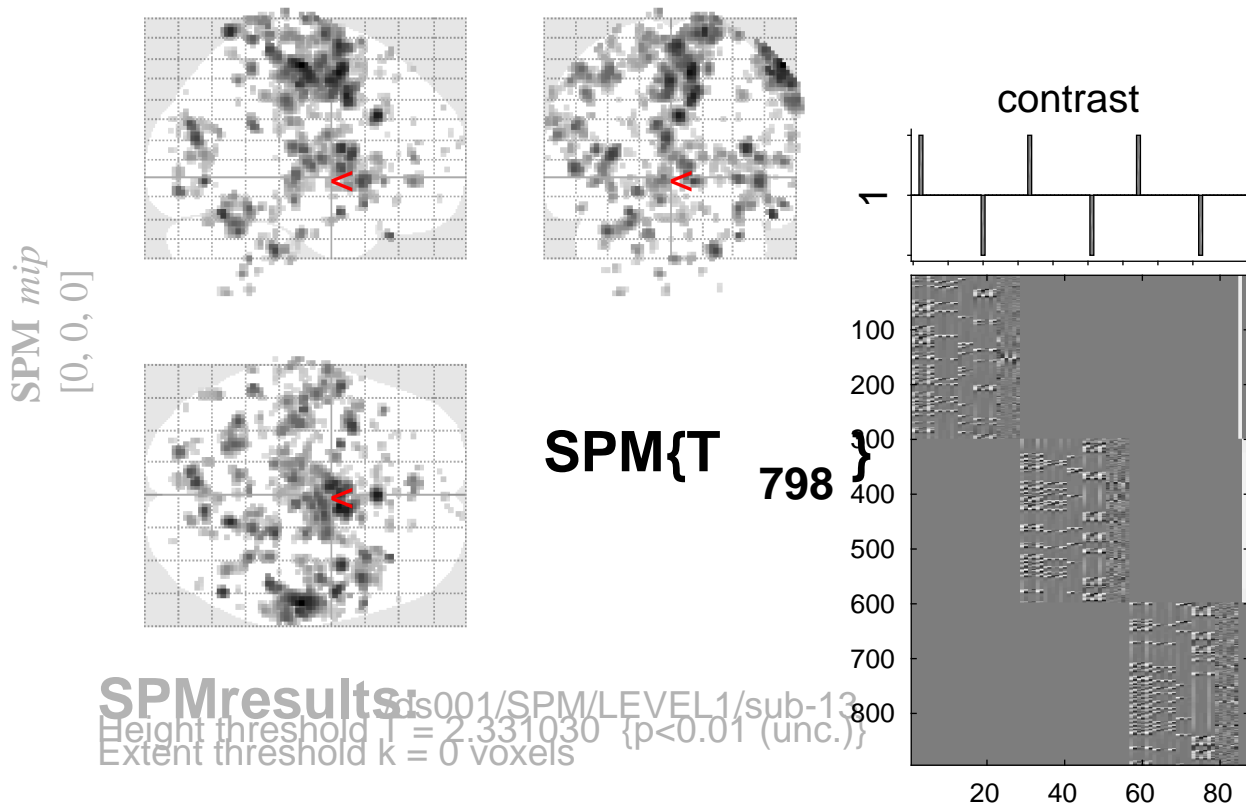 SPM mip
[0, 0, 0]
<
<
<
contrast
1
SPM{T 798 }
SPMresults: ./ds001/SPM/LEVEL1/sub-13
Height threshold T = 2.331030 {p<0.01 (unc.)}
Extent threshold k = 0 voxels
100
200
300
400
500
600
700
800
20 40 60 80